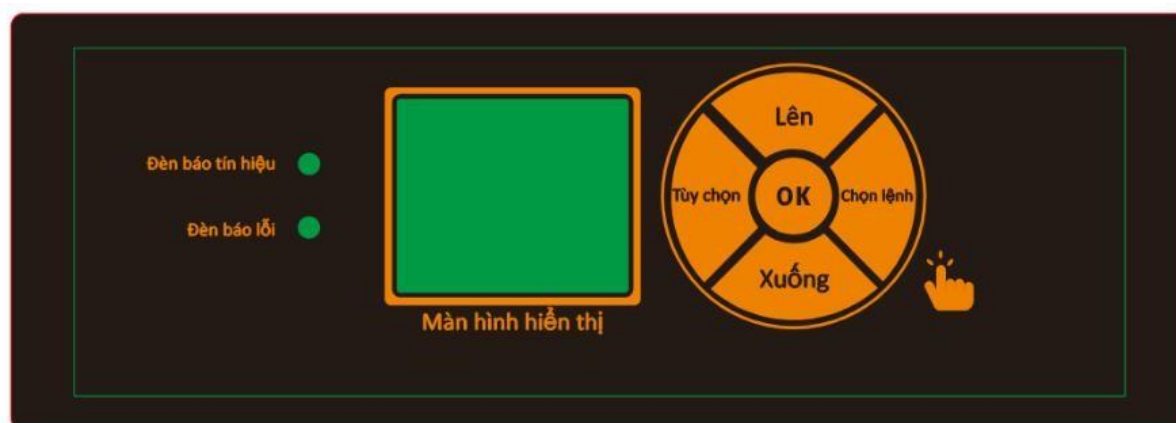 Đèn báo tín hiệu
Đèn báo lỗi
Màn hình hiển thị
Lên
Tùy chọn
OK
Chọn lệnh
Xuống